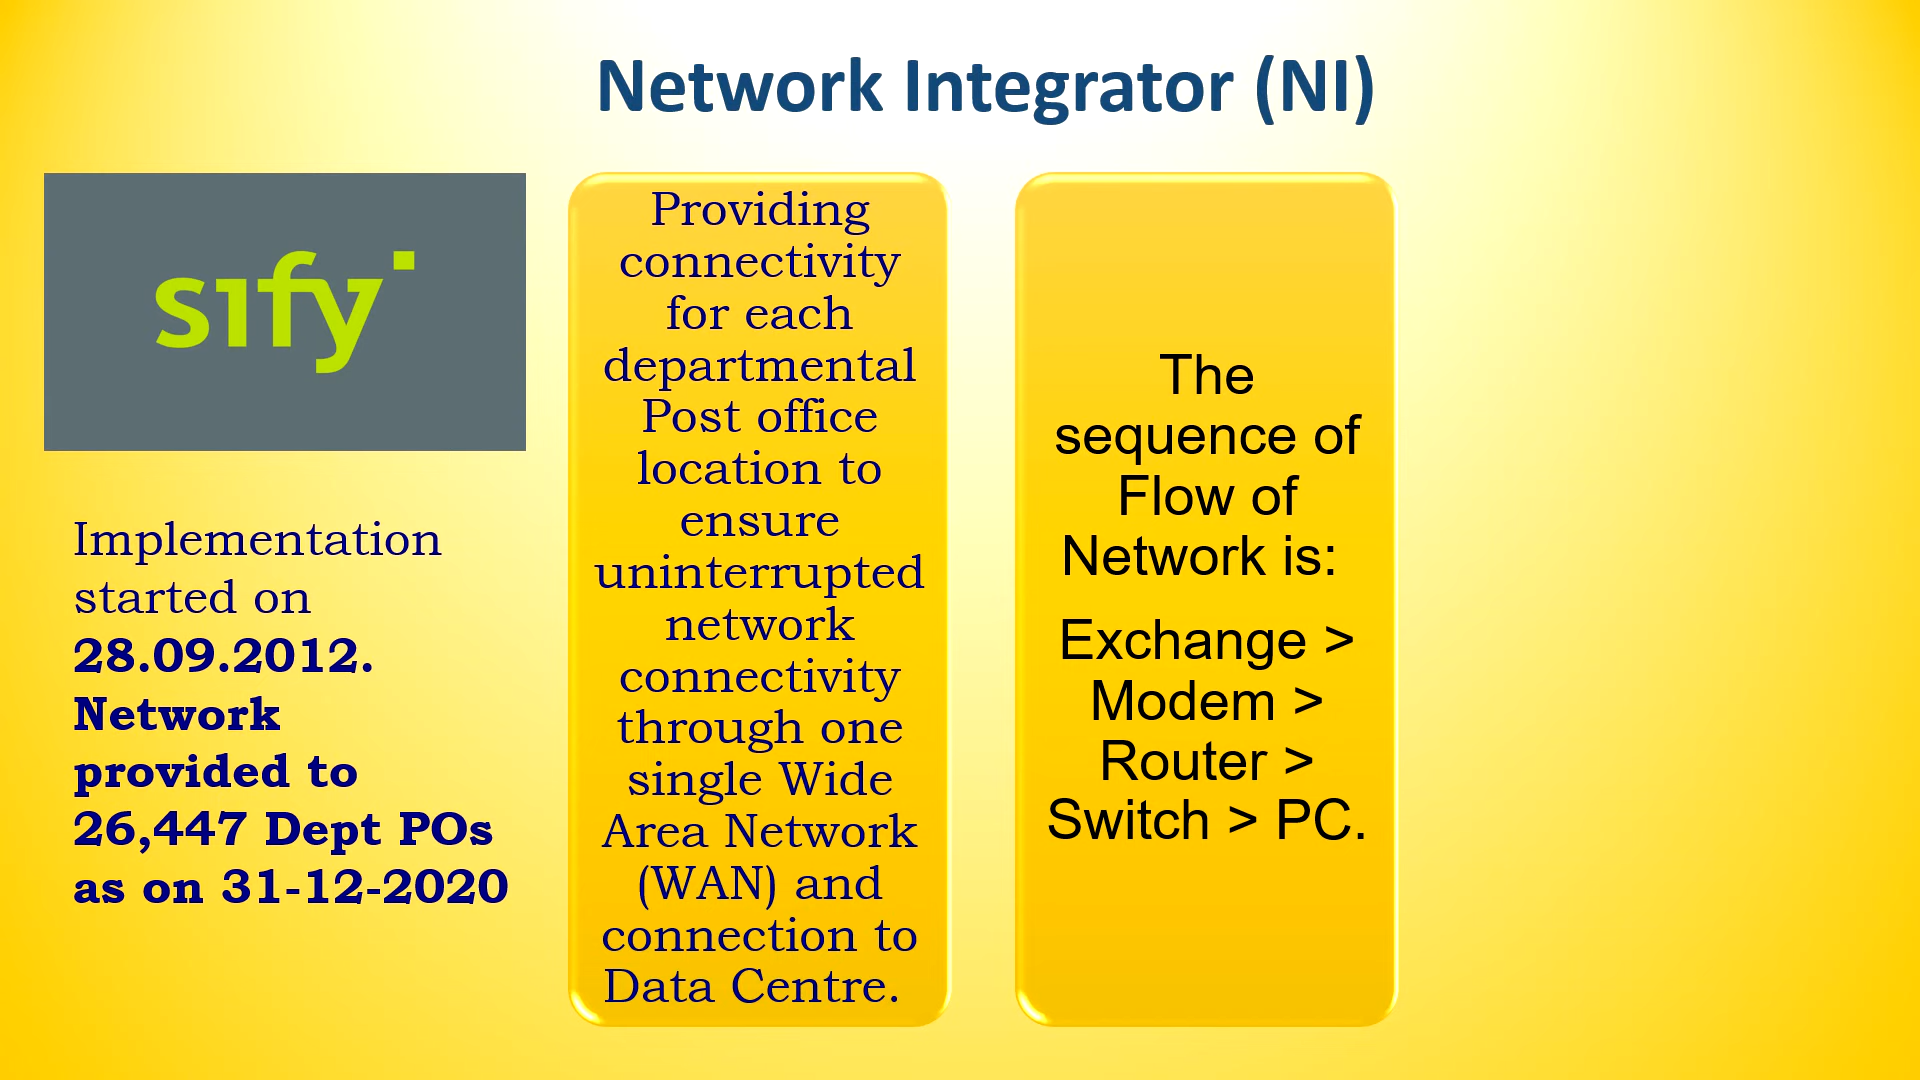 Network Integrator (NI)
sify
Implementation
started on
28.09.2012.
Network
provided to
26,447 Dept POs
as on 31-12-2020
Providing
connectivity
for each
departmental
Post office
location to
ensure
uninterrupted
network
connectivity
through one
single Wide
Area Network
(WAN) and
connection to
Data Centre.
The
sequence of
Flow of
Network is:
Exchange >
Modem >
Router >
Switch > PC.